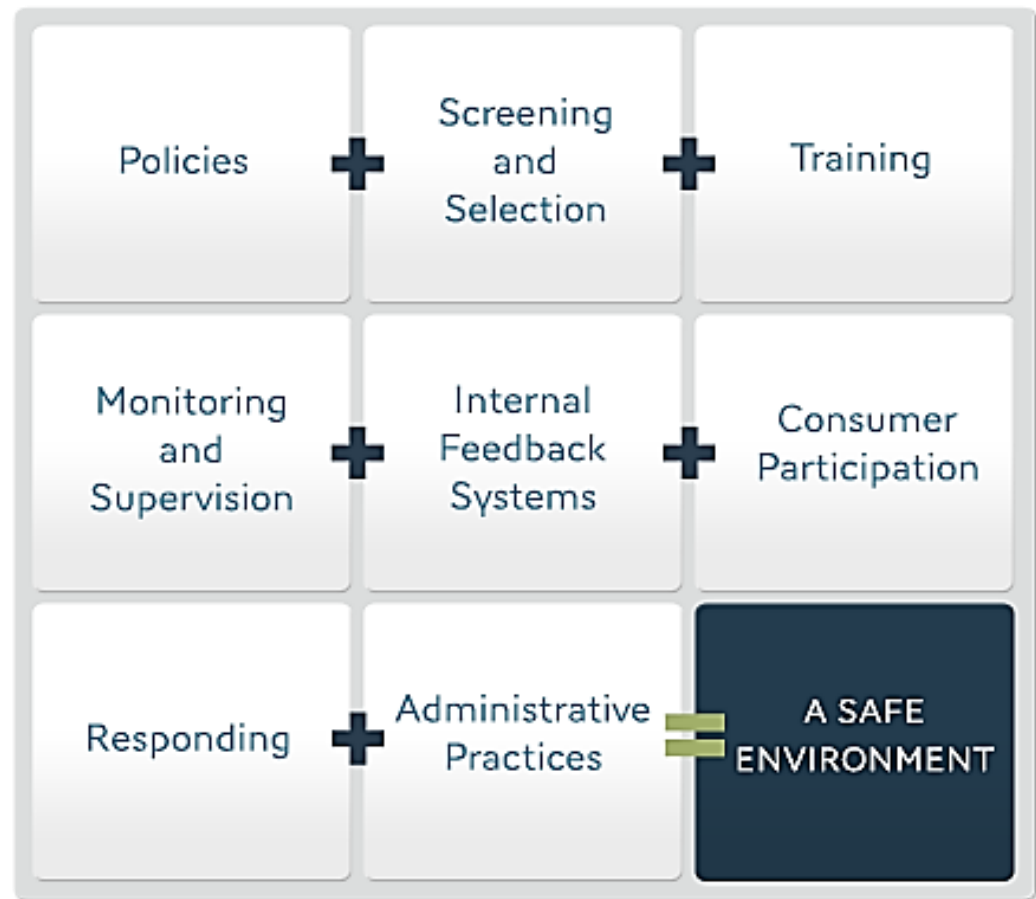 Policies
Screening
and
Selection
Training
Monitoring
and
Supervision
Internal
Feedback
Systems
Consumer
Participation
Responding
Administrative
Practices
A SAFE
ENVIRONMENT